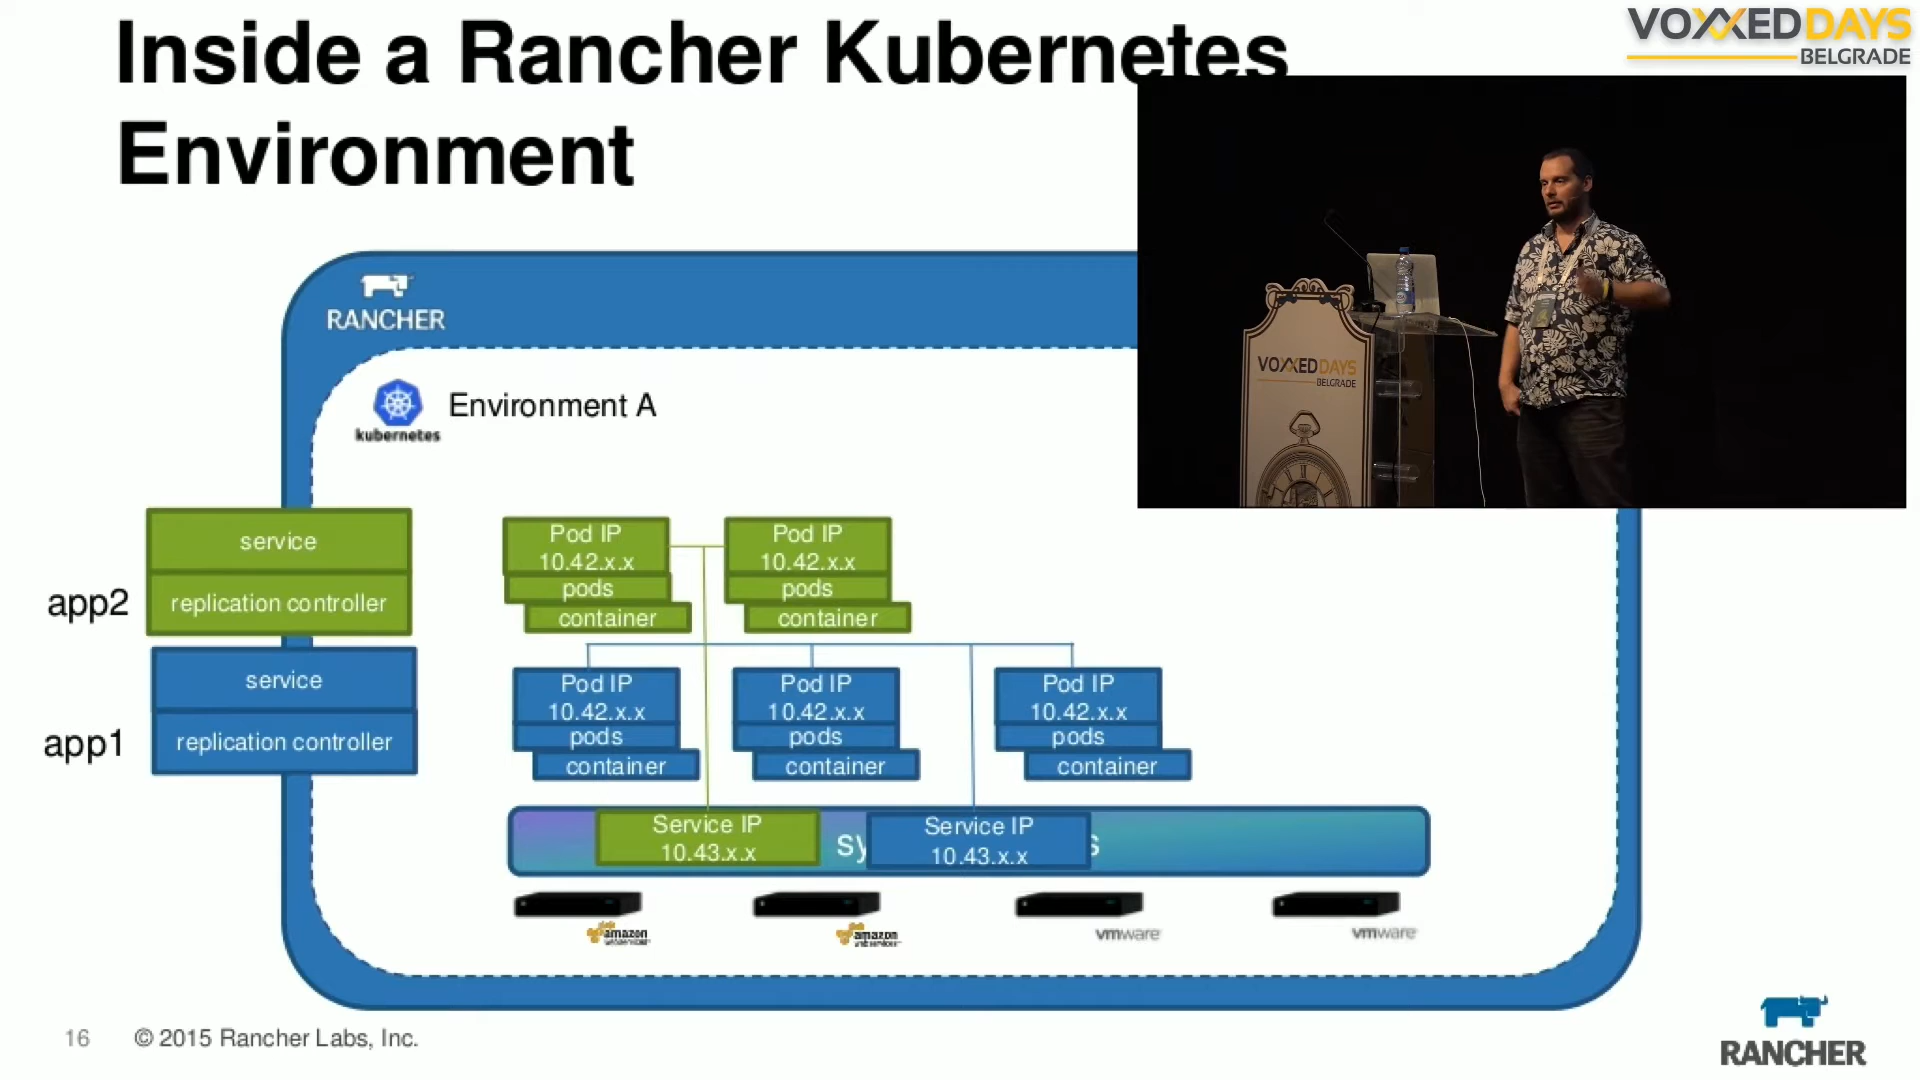 Inside a Rancher Kubernetes
Environment
VOXXEDDAYS
BELGRADE
RANCHER
kubernetes
Environment A
VOXXEDDAYS
BELGRADE
service
replication controller
app2
Pod IP
10.42.x.x
pods
container
Pod IP
10.42.x.x
pods
container
service
replication controller
app1
Pod IP
10.42.x.x
pods
container
Pod IP
10.42.x.x
pods
container
Pod IP
10.42.x.x
pods
container
Service IP
10.43.x.x
Service IP
10.43.x.x
amazon
amazon
vmware
vmware
16 © 2015 Rancher Labs, Inc.
RANCHER